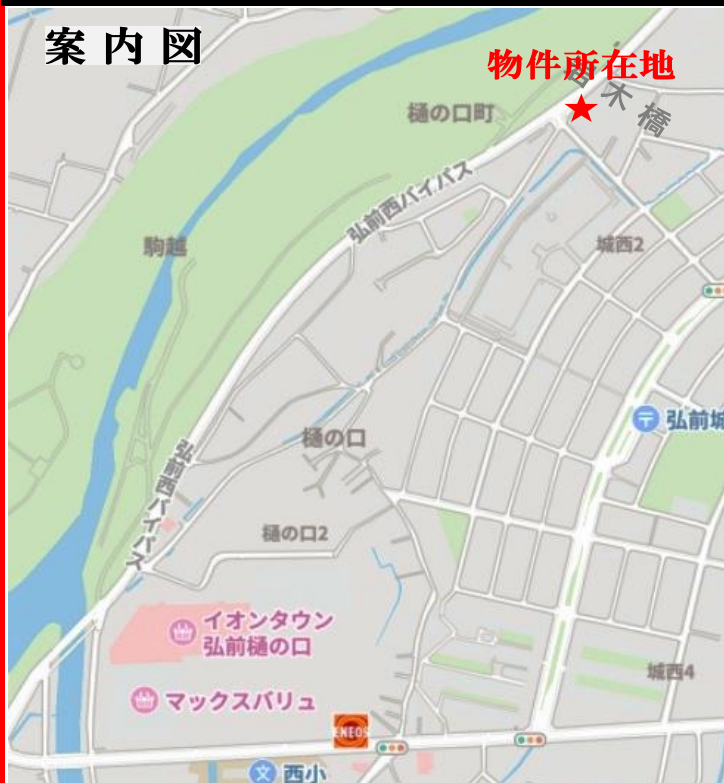 案内図
物件所在地
木橋
樋の口町
弘前西バイパス
駒越
城西2
弘前城
樋の口
弘前西バイパス
樋の口2
イオンタウン
弘前樋の口
城西4
マックスバリュ
ENEOS
文 西小